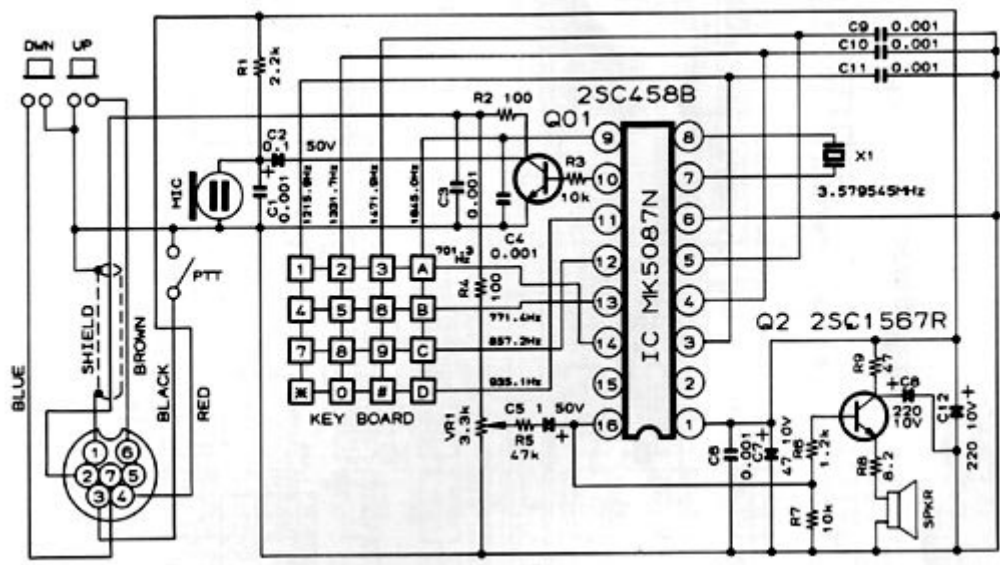 DWN UP
R1 2.2k
C9 0.001
C10 0.001
C11 0.001
R2 100
2SC458B
Q01
C2 0.1 50V
MIC
C1 0.001
1215.9Hz
1331.7Hz
1471.9Hz
1645.0Hz
C3 0.001
R3 10k
C4 0.001
X1
3.579545MHz
IC MK5087N
9 10 11 12 13 14 15 16
8 7 6 5 4 3 2 1
PTT
SHIELD
BROWN
BLACK
RED
BLUE
1 2 3 A
4 5 6 B
7 8 9 C
* 0 # D
KEY BOARD
701.3 Hz
771.4Hz
857.2Hz
935.1Hz
R4 100
VR1 3.3k
C5 1 50V
R5 47k
Q2 2SC1567R
R9 47
C8 220 10V
C12 10V 220
C6 0.001
C7 47 10V
R6 1.2k
R8 8.2
R7 10k
SPKR
1 6
2 7 5
3 4